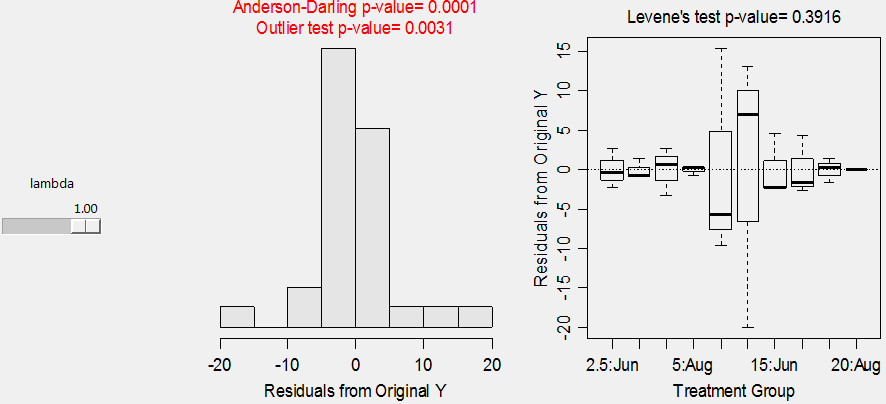 Anderson-Darling p-value= 0.0001
Outlier test p-value= 0.0031
lambda
1.00
-20 -10 0 10 20
Residuals from Original Y
Levene's test p-value= 0.3916
Residuals from Original Y
15
10
5
0
-5
-10
-15
-20
2.5:Jun 5:Aug 15:Jun 20:Aug
Treatment Group